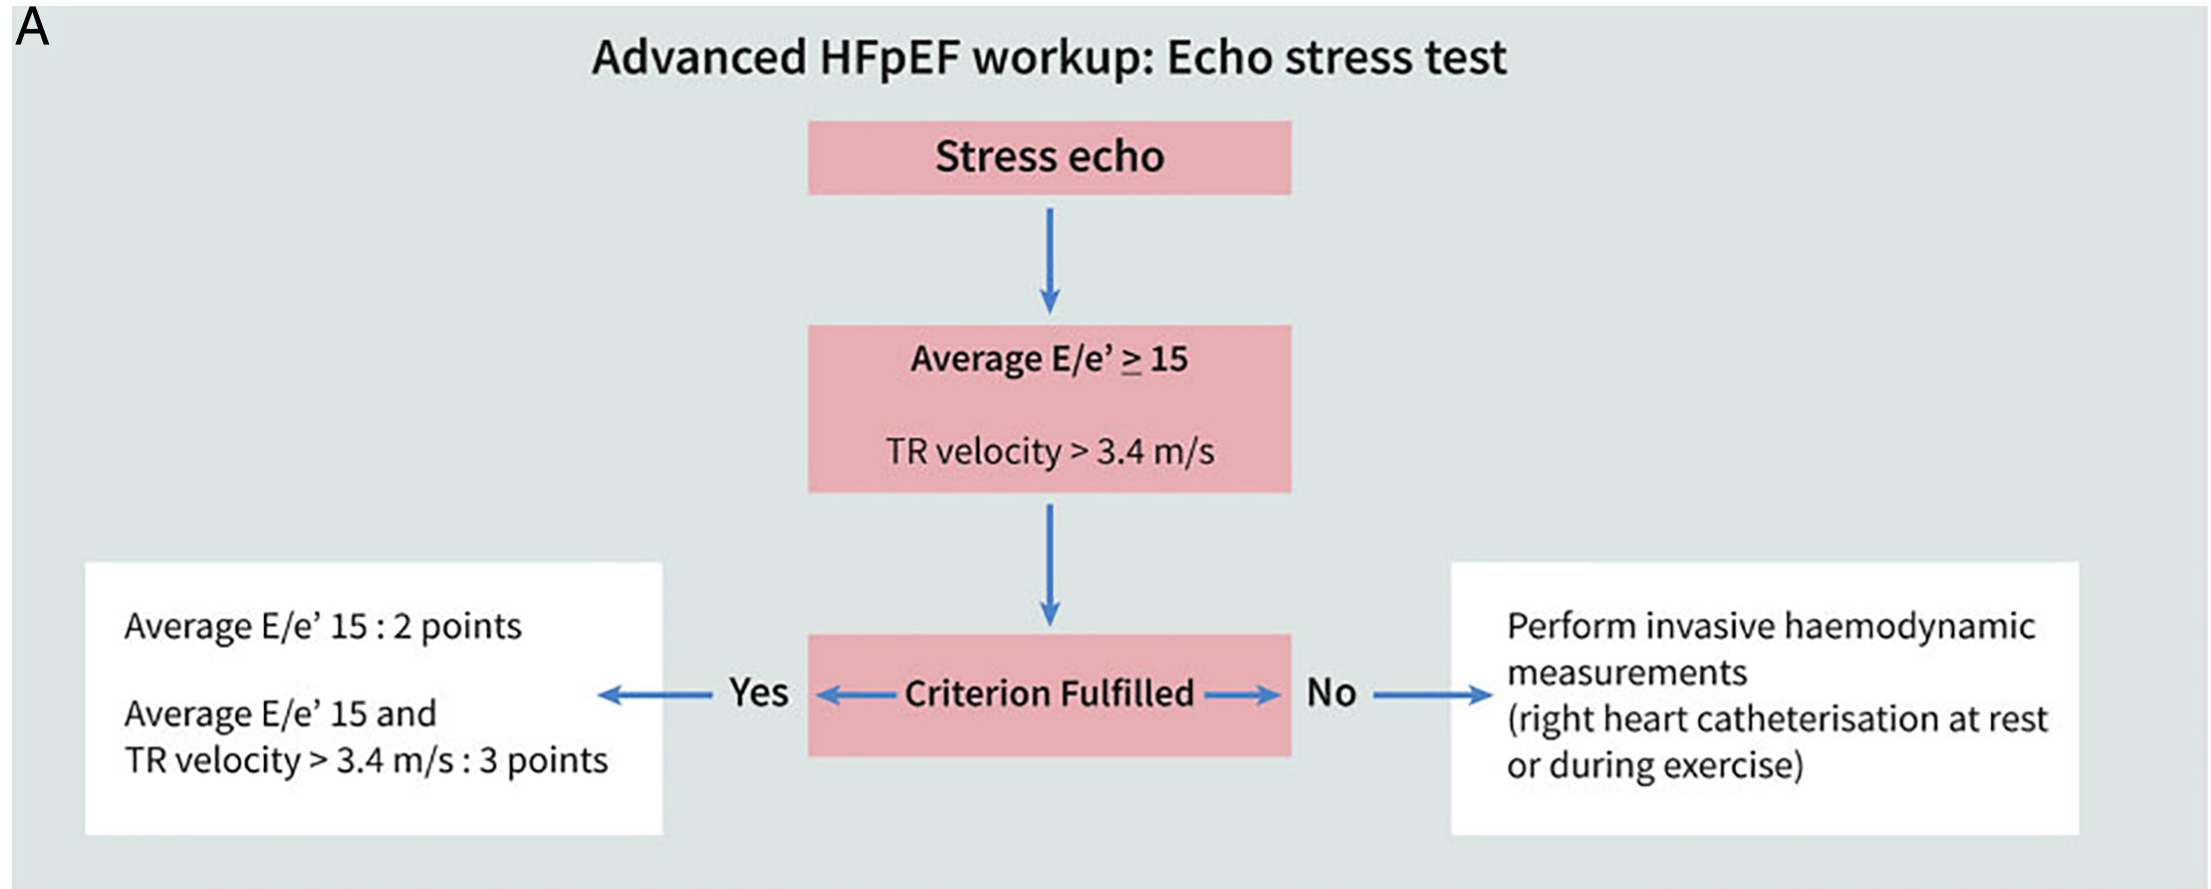 A
Advanced HFpEF workup: Echo stress test
Stress echo
Average E/e’ ≥ 15
TR velocity > 3.4 m/s
Average E/e’ 15 : 2 points
Average E/e’ 15 and
TR velocity > 3.4 m/s : 3 points
Yes
Criterion Fulfilled
No
Perform invasive haemodynamic
measurements
(right heart catheterisation at rest
or during exercise)